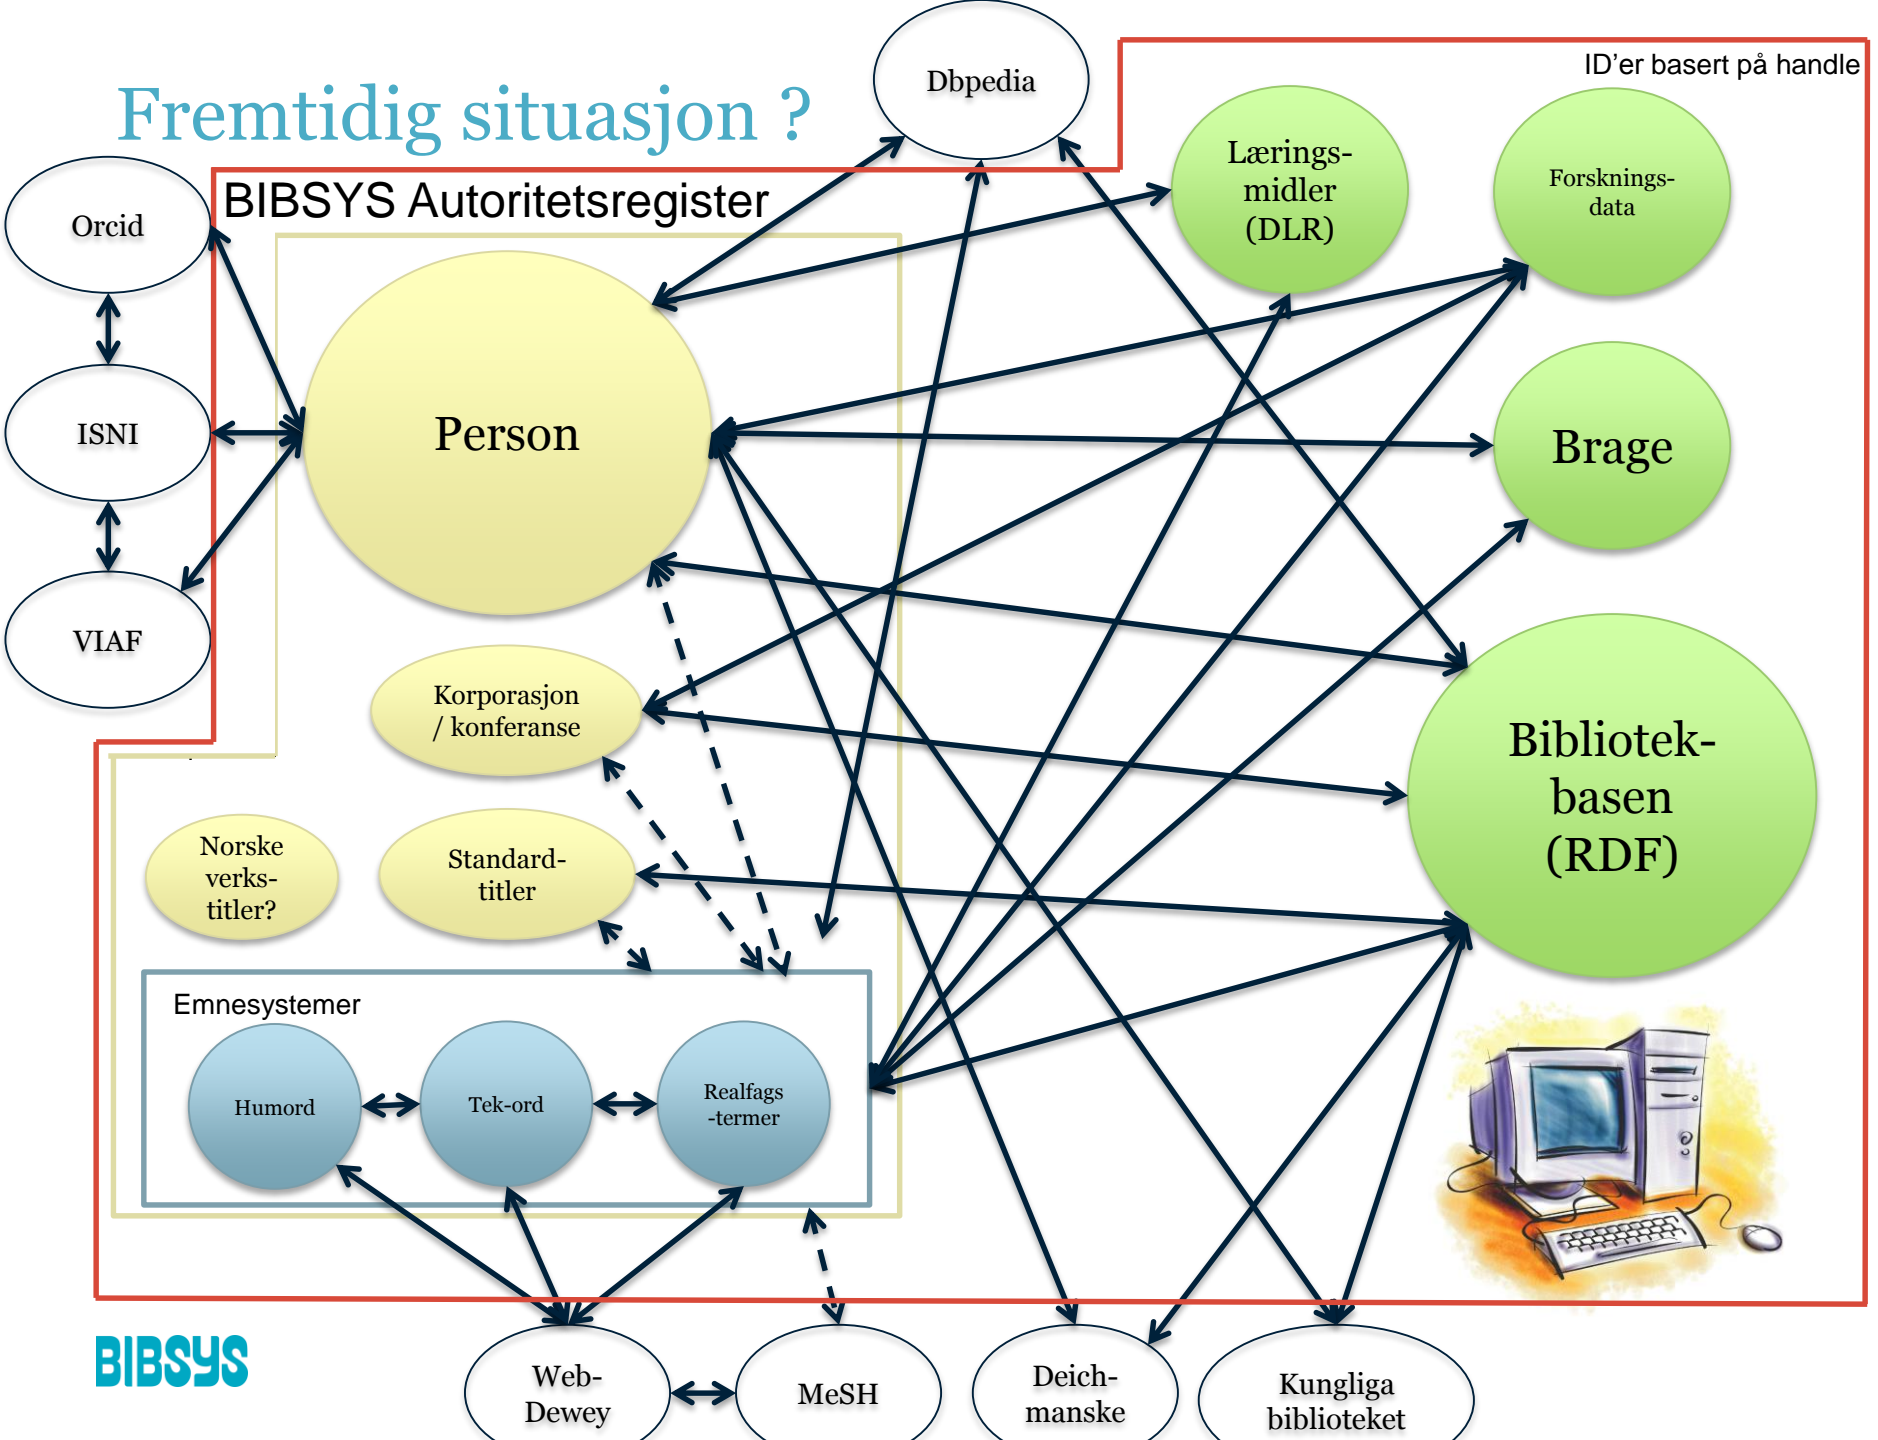 Fremtidig situasjon ?
Dbpedia
ID’er basert på handle
BIBSYS Autoritetsregister
Orcid
ISNI
VIAF
Lærings-
midler
(DLR)
Forsknings-
data
Person
Brage
Korporasjon
/ konferanse
Bibliotek-
basen
(RDF)
Norske
verks-
titler?
Standard-
titler
Emnesystemer
Humord
Tek-ord
Realfags
-termer
BIBSYS
Web-
Dewey
MeSH
Deich-
manske
Kungliga
biblioteket